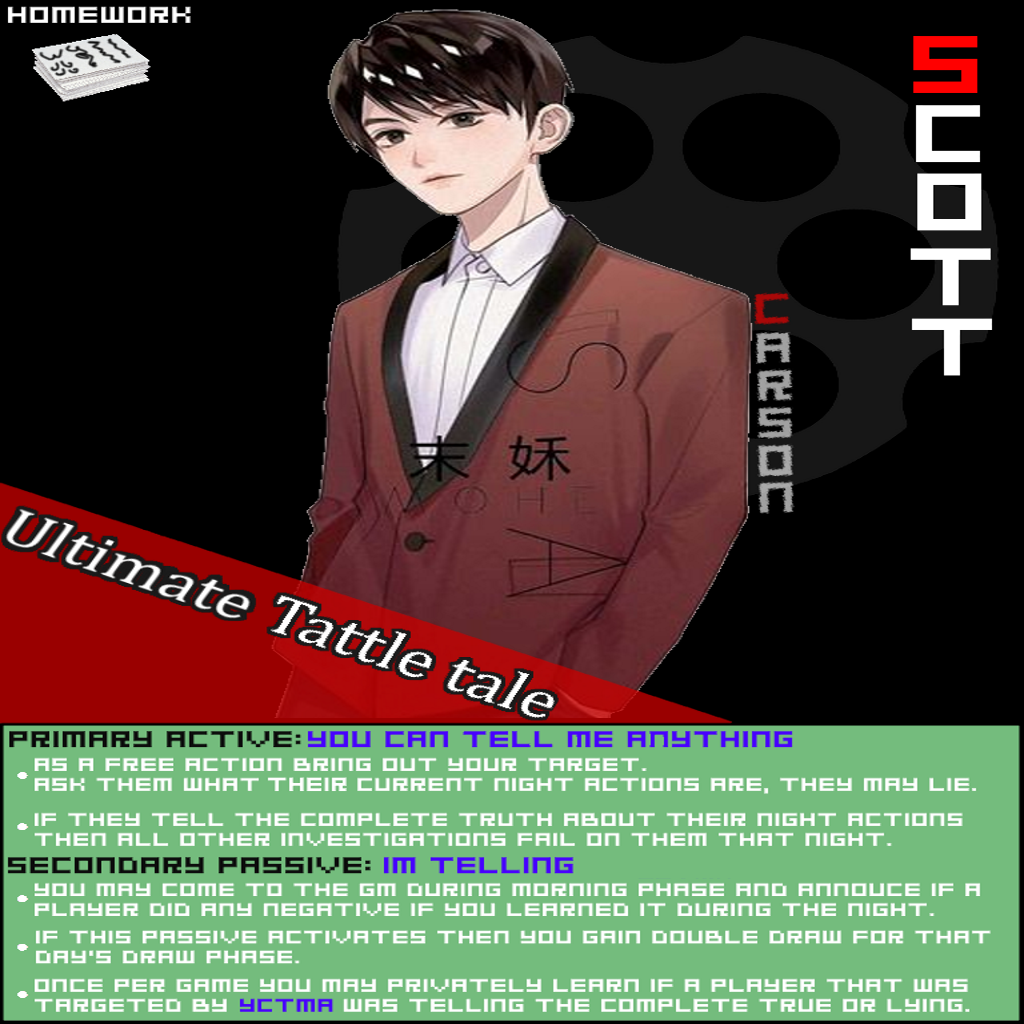 HOMEWORK
SCOTT
CARSON
S
末 妺
MOHE
A
Ultimate Tattle tale
PRIMARY ACTIVE: YOU CAN TELL ME ANYTHING
AS A FREE ACTION BRING OUT YOUR TARGET.
ASK THEM WHAT THEIR CURRENT NIGHT ACTIONS ARE, THEY MAY LIE.
IF THEY TELL THE COMPLETE TRUTH ABOUT THEIR NIGHT ACTIONS
THEN ALL OTHER INVESTIGATIONS FAIL ON THEM THAT NIGHT.
SECONDARY PASSIVE: IM TELLING
YOU MAY COME TO THE GM DURING MORNING PHASE AND ANNOUCE IF A
PLAYER DID ANY NEGATIVE IF YOU LEARNED IT DURING THE NIGHT.
IF THIS PASSIVE ACTIVATES THEN YOU GAIN DOUBLE DRAW FOR THAT
DAY'S DRAW PHASE.
ONCE PER GAME YOU MAY PRIVATELY LEARN IF A PLAYER THAT WAS
TARGETED BY YCTMA WAS TELLING THE COMPLETE TRUE OR LYING.